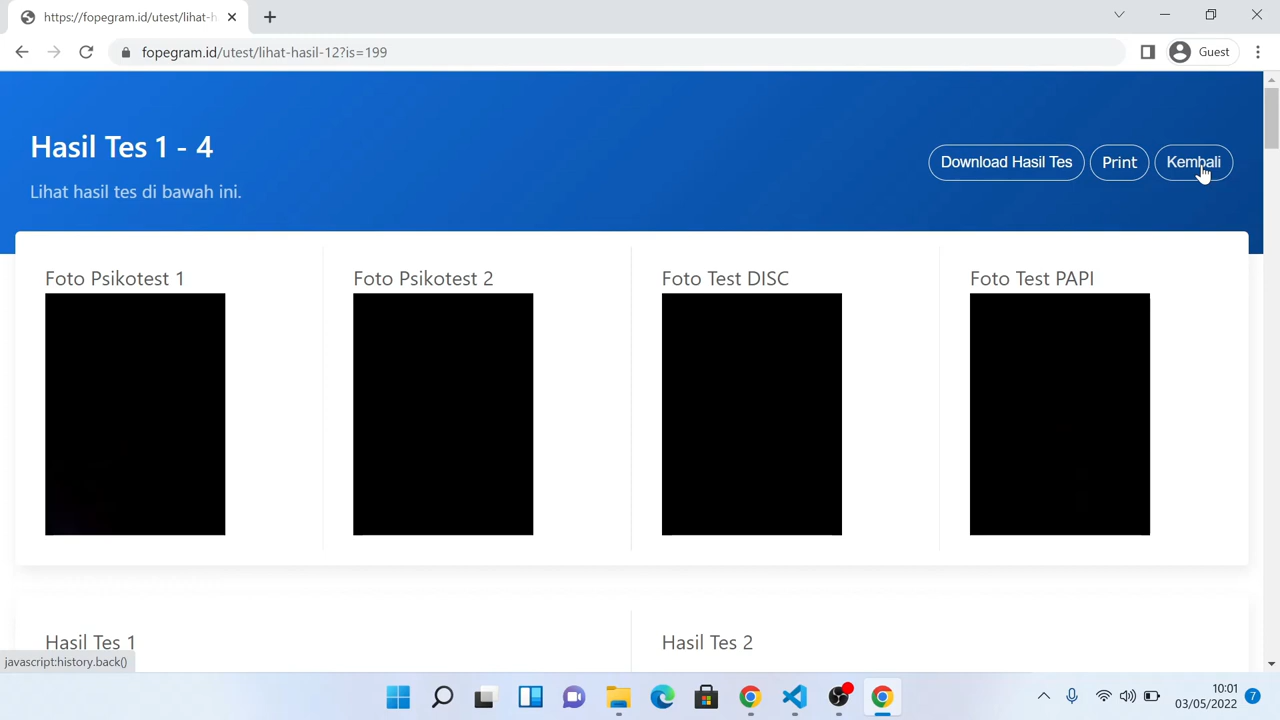 https://fopegram.id/utest/lihat-h
fopegram.id/utest/lihat-hasil-12?is=199
Guest
Hasil Tes 1 - 4
Lihat hasil tes di bawah ini.
Download Hasil Tes
Print
Kembali
Foto Psikotest 1
Foto Psikotest 2
Foto Test DISC
Foto Test PAPI
Hasil Tes 1
Hasil Tes 2
javascript:history.back()
10:01
03/05/2022
7